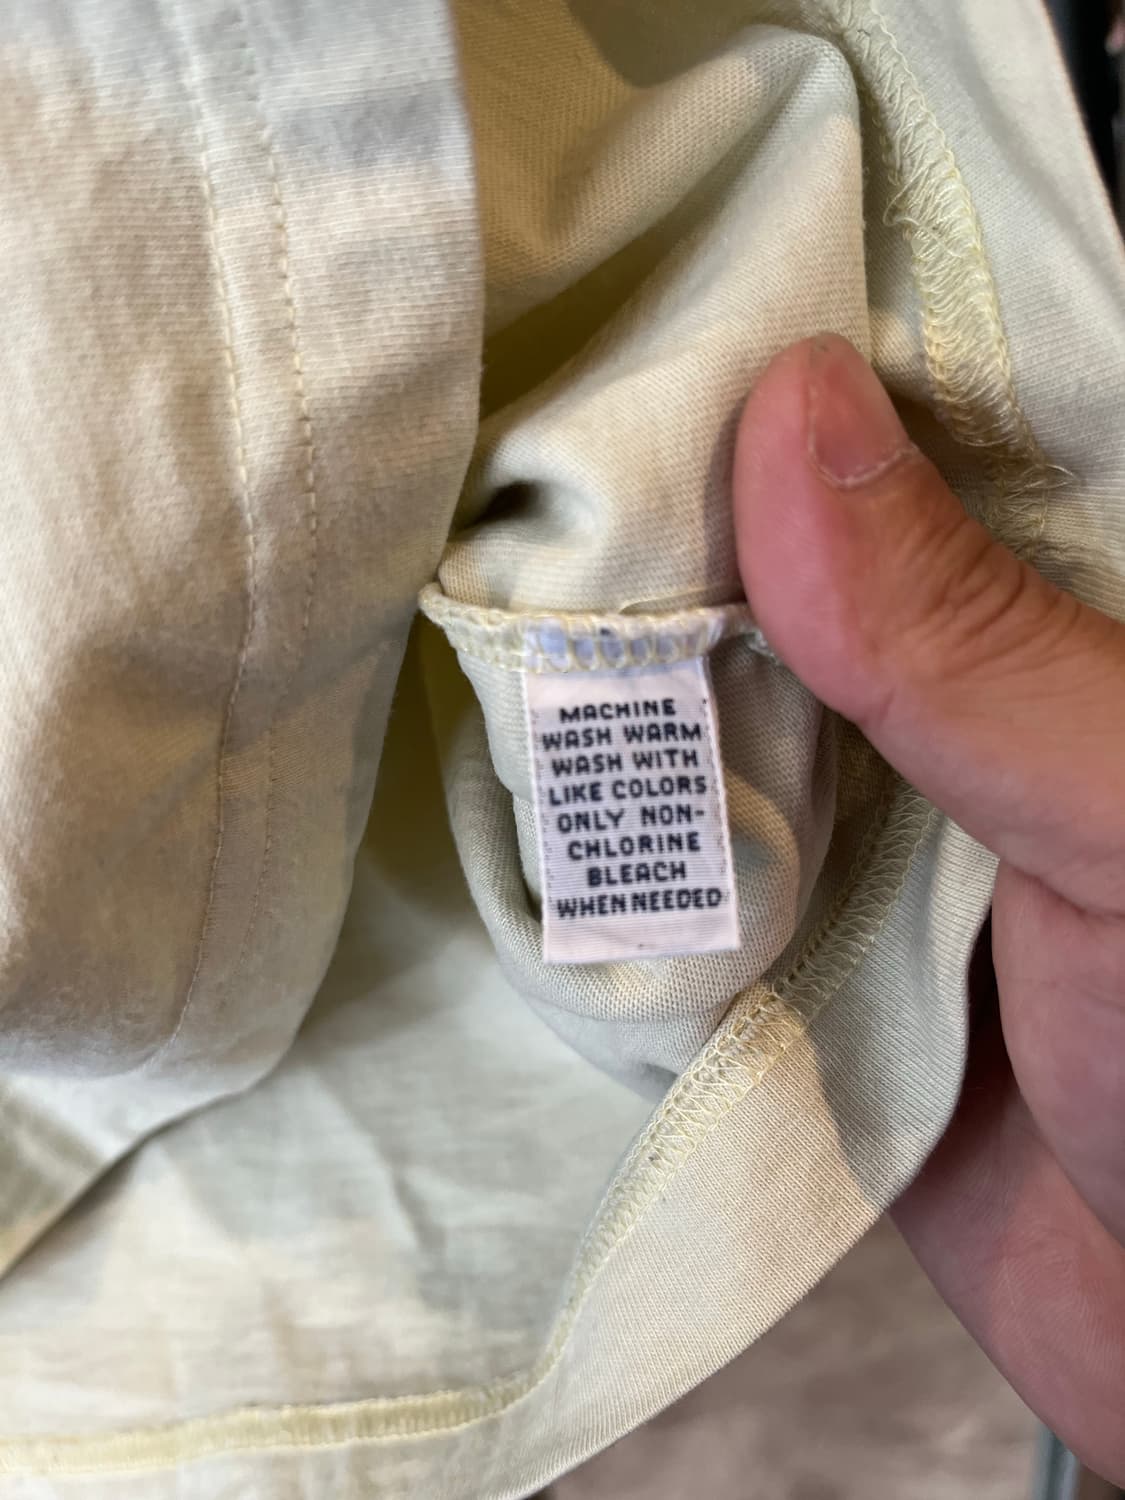 MACHINE
WASH WARM
WASH WITH
LIKE COLORS
ONLY NON-
CHLORINE
BLEACH
WHEN NEEDED